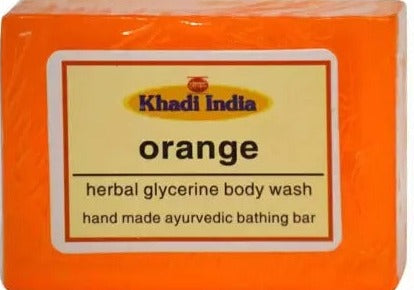 Khadi India
orange
herbal glycerine body wash
hand made ayurvedic bathing bar